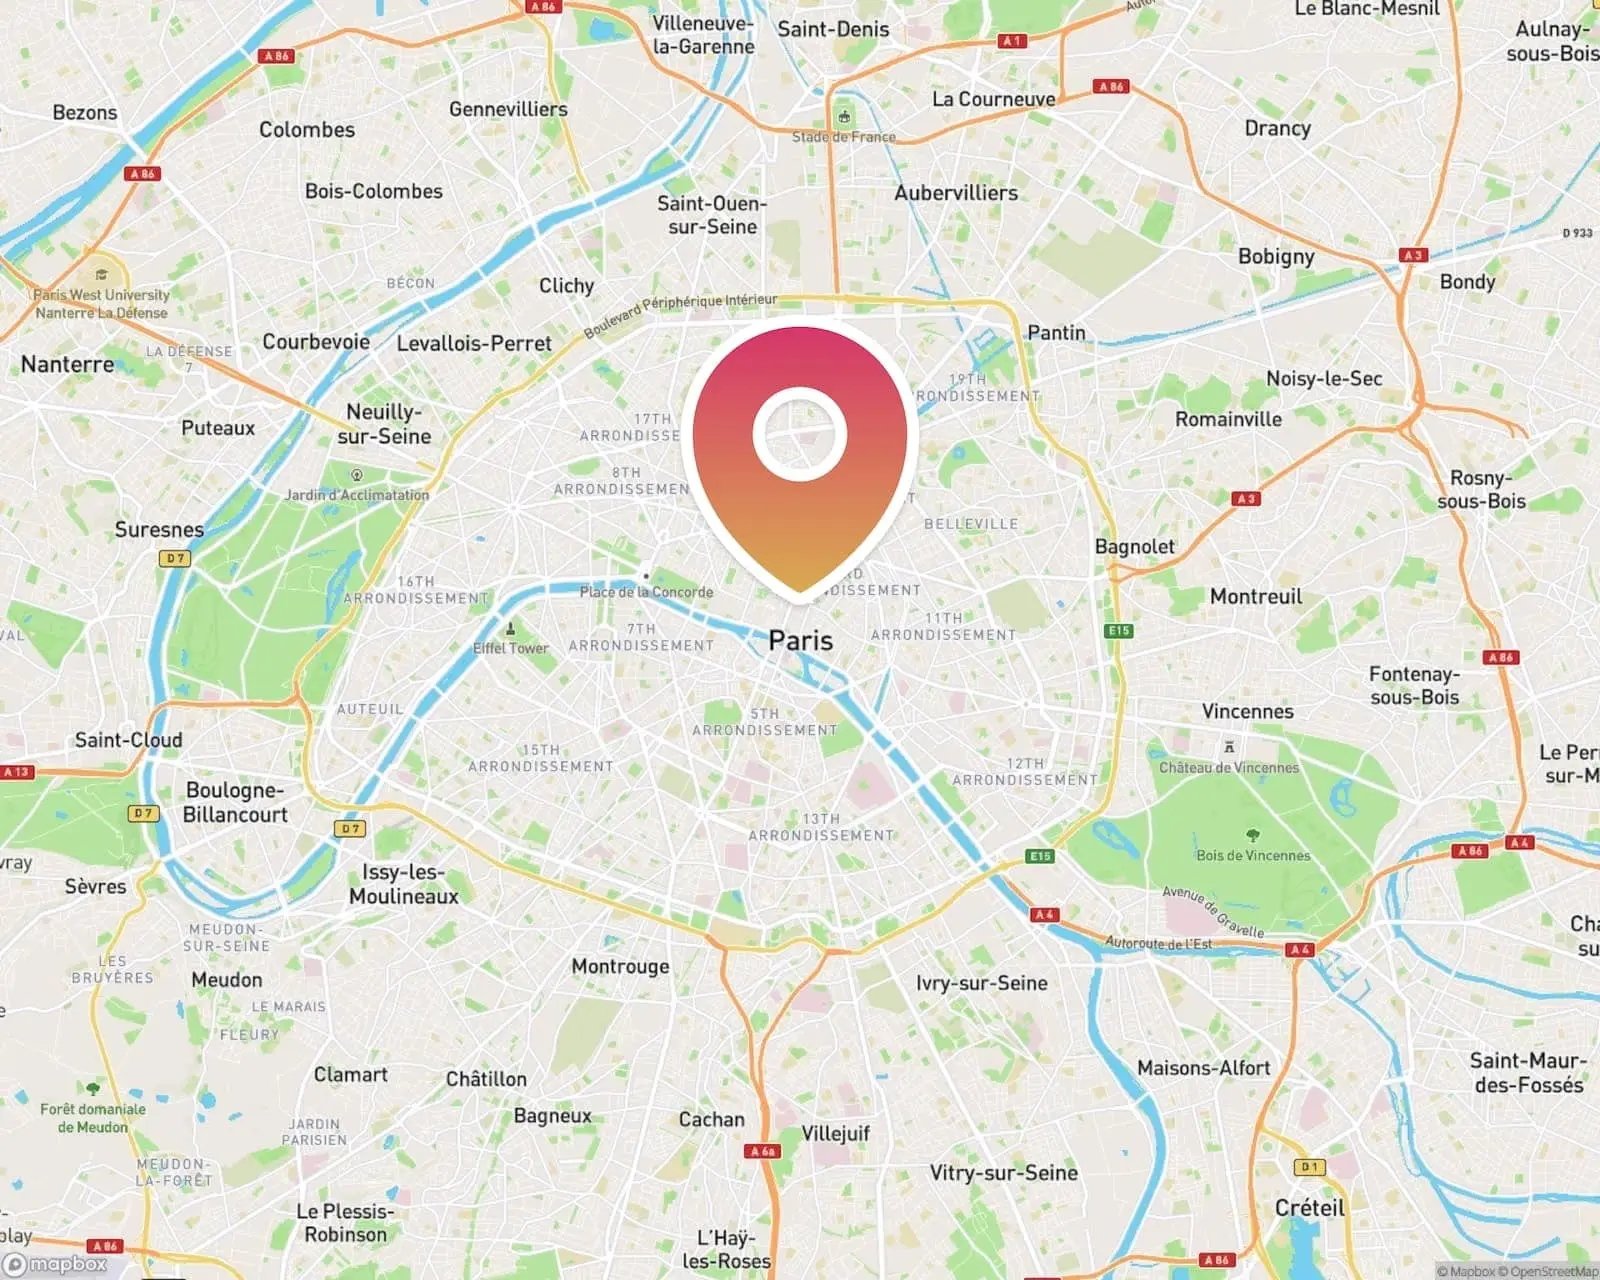 A 86
Villeneuve-
la-Garenne
Saint-Denis
Le Blanc-Mesnil
A 1
Aulnay-
sous-Bois
A 86
A 86
Bezons
Gennevilliers
La Courneuve
Colombes
Stade de France
Drancy
A 86
Bois-Colombes
Saint-Ouen-
sur-Seine
Aubervilliers
D 933
Bobigny
A 3
Bondy
BÉCON
Clichy
Paris West University
Nanterre La Défense
Boulevard Périphérique Intérieur
Courbevoie
Levallois-Perret
Pantin
LA DÉFENSE
7
Nanterre
19TH
RONDISSEMENT
Noisy-le-Sec
Neuilly-
sur-Seine
17TH
ARRONDISSE
Romainville
Puteaux
8TH
ARRONDISSEMEN
Jardin d'Acclimatation
A 3
Rosny-
sous-Bois
T
BELLEVILLE
Suresnes
D 7
Bagnolet
16TH
ARRONDISSEMENT
Place de la Concorde
RD
DISSEMENT
Montreuil
VAL
Eiffel Tower
7TH
ARRONDISSEMENT
Paris
11TH
ARRONDISSEMENT
E15
A 86
Fontenay-
sous-Bois
AUTEUIL
5TH
ARRONDISSEMENT
Vincennes
Saint-Cloud
15TH
ARRONDISSEMENT
12TH
ARRONDISSEMENT
Château de Vincennes
Le Per
sur-M
A 13
Boulogne-
Billancourt
D 7
D 7
13TH
ARRONDISSEMENT
E15
Bois de Vincennes
A 86
A 4
vray
Sèvres
Issy-les-
Moulineaux
Avenue de Gravelle
A 4
Autoroute de l'Est
A 4
Cha
su
MEUDON-
SUR-SEINE
LES
BRUYÈRES
Meudon
Montrouge
Ivry-sur-Seine
LE MARAIS
FLEURY
Clamart
Châtillon
Maisons-Alfort
Saint-Maur-
des-Fossés
Forêt domaniale
de Meudon
Bagneux
Cachan
Villejuif
JARDIN
PARISIEN
A 6a
MEUDON-
LA-FORÊT
Vitry-sur-Seine
D 1
Le Plessis-
Robinson
Créteil
lay
A 86
L'Haÿ-
les-Roses
A 86
mapbox
© Mapbox © OpenStreetMap